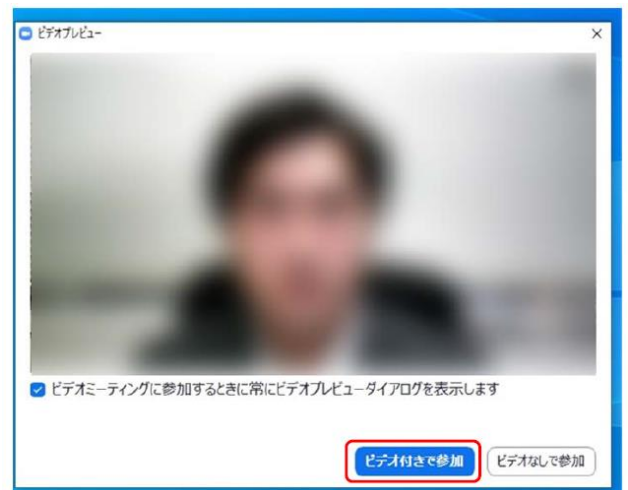 ビデオプレビュー
ビデオミーティングに参加するときに常にビデオプレビューダイアログを表示します
ビデオ付きで参加
ビデオなしで参加